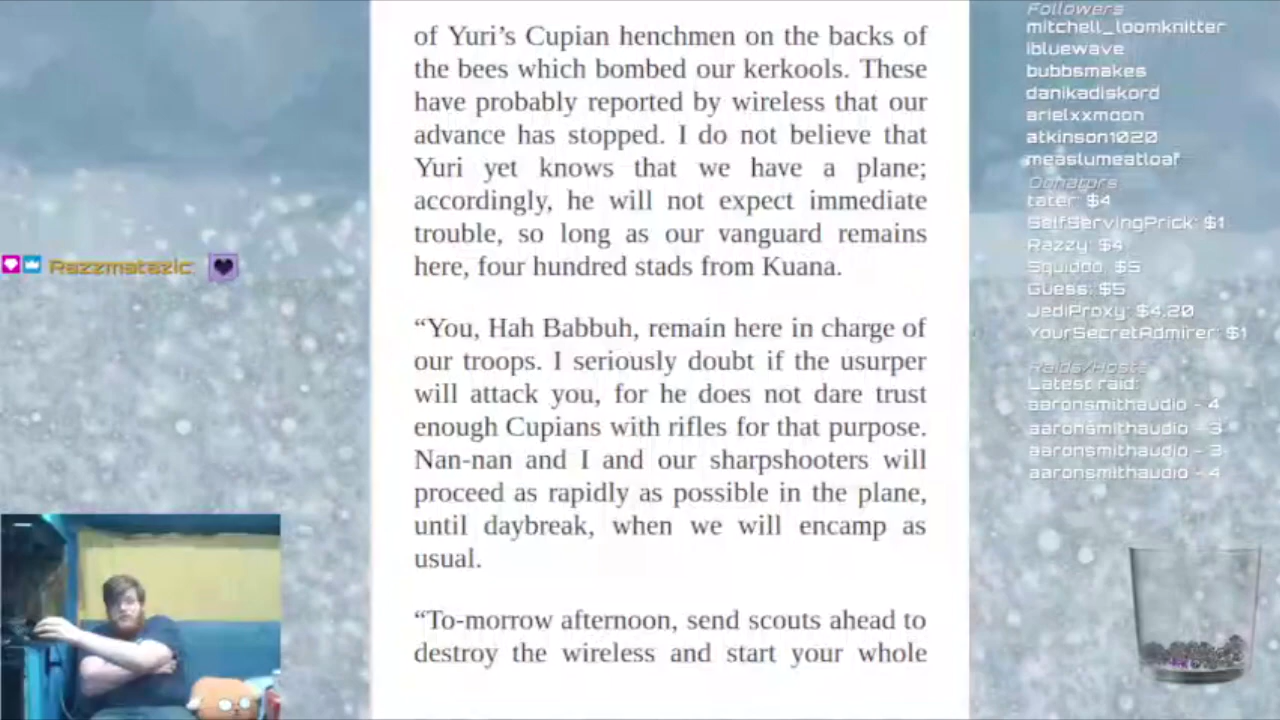 of Yuri's Cupian henchmen on the backs of
the bees which bombed our kerkools. These
have probably reported by wireless that our
advance has stopped. I do not believe that
Yuri yet knows that we have a plane;
accordingly, he will not expect immediate
trouble, so long as our vanguard remains
here, four hundred stads from Kuana.
“You, Hah Babbuh, remain here in charge of
our troops. I seriously doubt if the usurper
will attack you, for he does not dare trust
enough Cupians with rifles for that purpose.
Nan-nan and I and our sharpshooters will
proceed as rapidly as possible in the plane,
until daybreak, when we will encamp as
usual.
“To-morrow afternoon, send scouts ahead to
destroy the wireless and start your whole
Razzmatazic:
Followers
mitchell_loomknitter
ibluewave
bubbsmakes
danikadiskord
arielxxmoon
atkinson1020
measlumeatloaf
Donators
tater: $4
SelfServingPrick: $1
Razzy: $4
Squidoo: $5
Guess: $5
JediProxy: $4.20
YourSecretAdmirer: $1
Raids/Hosts
Latest raid:
aaronsmithaudio - 4
aaronsmithaudio - 3
aaronsmithaudio - 3
aaronsmithaudio - 4